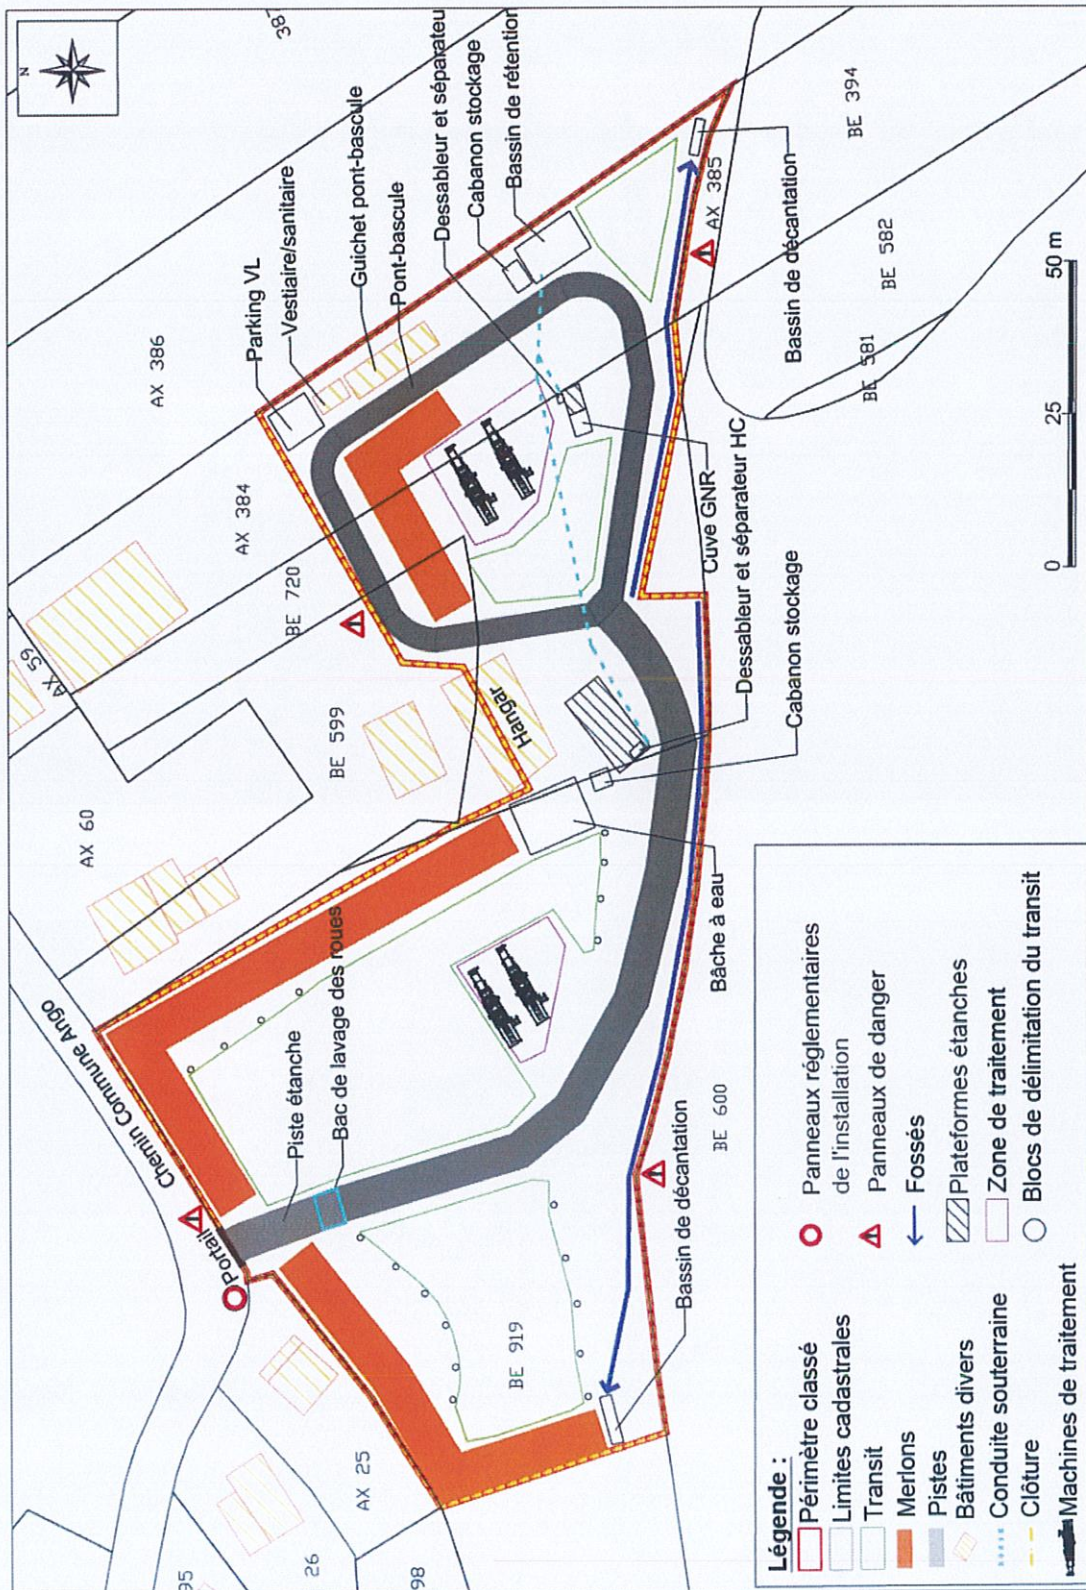 N
38
AX 386
AX 384
BE 720
AX 59
BE 599
AX 60
Parking VL
Vestiaire/sanitaire
Guichet pont-bascule
Pont-bascule
Dessableur et séparateu
Cabanon stockage
Bassin de rétention
BE 394
AX 385
Bassin de décantation
BE 582
BE 581
Cuve GNR
Dessableur et séparateur HC
Cabanon stockage
Hangar
Bâche à eau
Chemin Commune Ango
Piste étanche
Bac de lavage des roues
Portail
BE 600
Bassin de décantation
BE 919
AX 25
26
95
98
0
25
50 m
Légende :
Périmètre classé
Limites cadastrales
Transit
Merlons
Pistes
Bâtiments divers
Conduite souterraine
Clôture
Machines de traitement
Panneaux réglementaires
de l'installation
Panneaux de danger
Fossés
Plateformes étanches
Zone de traitement
Blocs de délimitation du transit